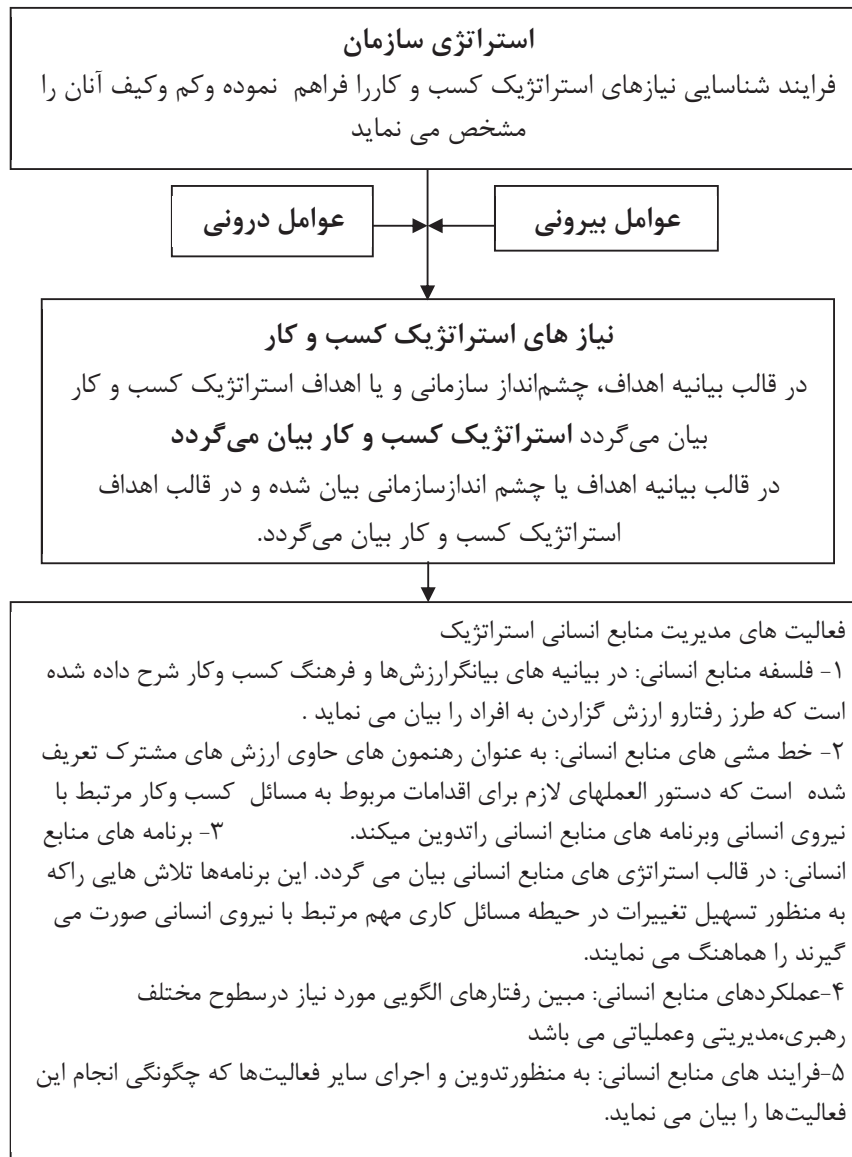 استراتژی سازمان
فرایند شناسایی نیازهای استراتژیک کسب و کاررا فراهم نموده وکم وکیف آنان را
مشخص می نماید
عوامل بیرونی
عوامل درونی
نیاز های استراتژیک کسب و کار
در قالب بیانیه اهداف، چشم‌انداز سازمانی و یا اهداف استراتژیک کسب و کار
بیان می‌گردد استراتژیک کسب و کار بیان می‌گردد
در قالب بیانیه اهداف یا چشم اندازسازمانی بیان شده و در قالب اهداف
استراتژیک کسب و کار بیان می‌گردد.
فعالیت های مدیریت منابع انسانی استراتژیک
۱- فلسفه منابع انسانی: در بیانیه های بیانگرارزش‌ها و فرهنگ کسب وکار شرح داده شده
است که طرز رفتارو ارزش گزاردن به افراد را بیان می نماید .
۲- خط مشی های منابع انسانی: به عنوان رهنمون های حاوی ارزش های مشترک تعریف
شده است که دستور العملهای لازم برای اقدامات مربوط به مسائل کسب وکار مرتبط با
نیروی انسانی وبرنامه های منابع انسانی راتدوین میکند. ۳- برنامه های منابع
انسانی: در قالب استراتژی های منابع انسانی بیان می گردد. این برنامه‌ها تلاش هایی راکه
به منظور تسهیل تغییرات در حیطه مسائل کاری مهم مرتبط با نیروی انسانی صورت می
گیرند را هماهنگ می نمایند.
۴-عملکردهای منابع انسانی: مبین رفتارهای الگویی مورد نیاز درسطوح مختلف
رهبری،مدیریتی وعملیاتی می باشد
۵-فرایند های منابع انسانی: به منظورتدوین و اجرای سایر فعالیت‌ها که چگونگی انجام این
فعالیت‌ها را بیان می نماید.